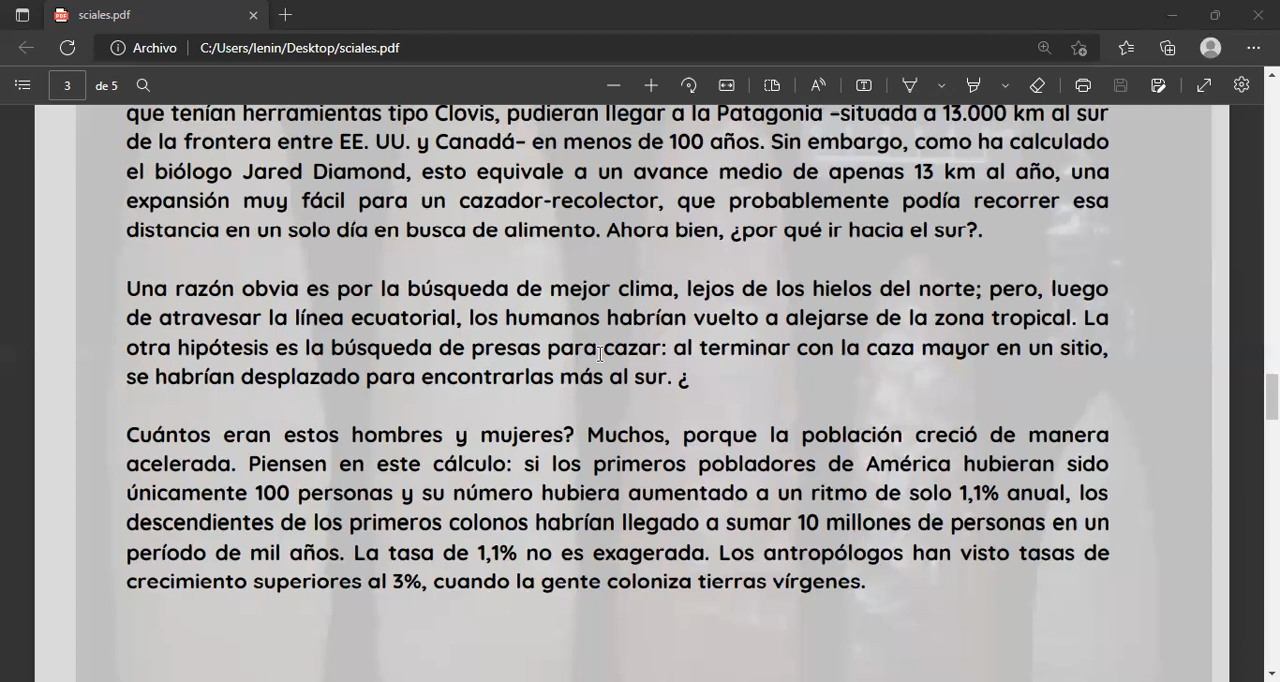 sciales.pdf
Archivo
C:/Users/lenin/Desktop/sciales.pdf
3 de 5
que tenían herramientas tipo Clovis, pudieran llegar a la Patagonia –situada a 13.000 km al sur
de la frontera entre EE. UU. y Canadá– en menos de 100 años. Sin embargo, como ha calculado
el biólogo Jared Diamond, esto equivale a un avance medio de apenas 13 km al año, una
expansión muy fácil para un cazador-recolector, que probablemente podía recorrer esa
distancia en un solo día en busca de alimento. Ahora bien, ¿por qué ir hacia el sur?.
Una razón obvia es por la búsqueda de mejor clima, lejos de los hielos del norte; pero, luego
de atravesar la línea ecuatorial, los humanos habrían vuelto a alejarse de la zona tropical. La
otra hipótesis es la búsqueda de presas para cazar: al terminar con la caza mayor en un sitio,
se habrían desplazado para encontrarlas más al sur. ¿
Cuántos eran estos hombres y mujeres? Muchos, porque la población creció de manera
acelerada. Piensen en este cálculo: si los primeros pobladores de América hubieran sido
únicamente 100 personas y su número hubiera aumentado a un ritmo de solo 1,1% anual, los
descendientes de los primeros colonos habrían llegado a sumar 10 millones de personas en un
período de mil años. La tasa de 1,1% no es exagerada. Los antropólogos han visto tasas de
crecimiento superiores al 3%, cuando la gente coloniza tierras vírgenes.